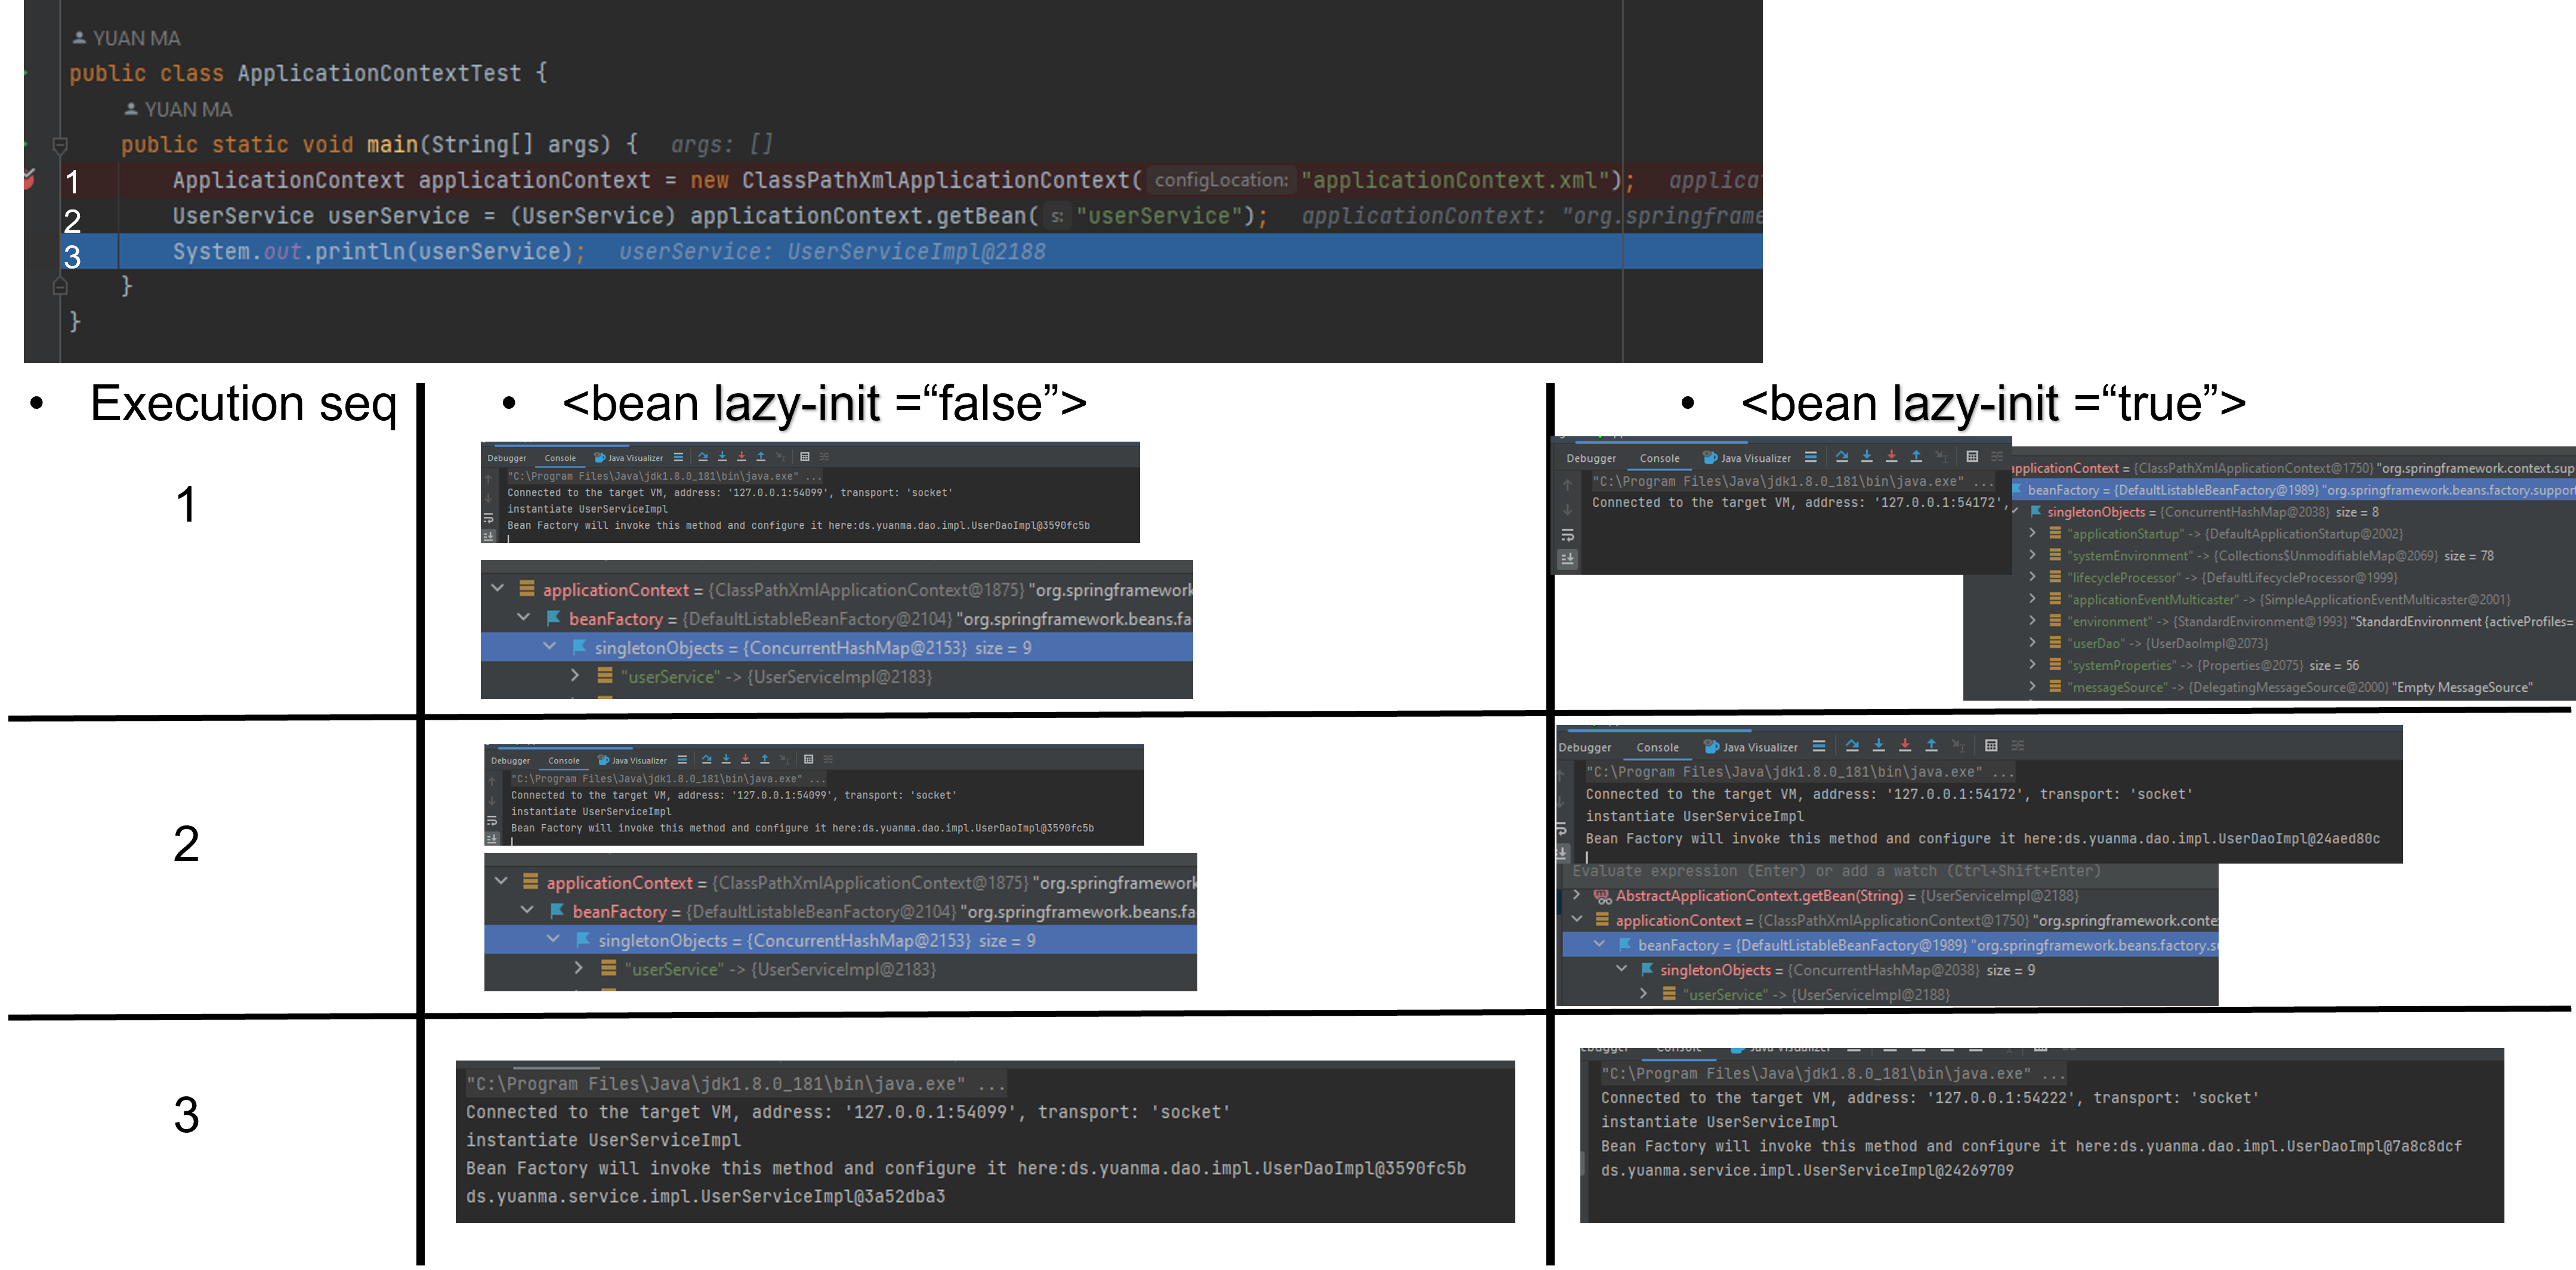 YUAN MA
public class ApplicationContextTest {
YUAN MA
public static void main(String[] args) { args: []
1 ApplicationContext applicationContext = new ClassPathXmlApplicationContext( configLocation: "applicationContext.xml"); applica
2 UserService userService = (UserService) applicationContext.getBean( s: "userService"); applicationContext: "org.springframe
3 System.out.println(userService); userService: UserServiceImpl@2188
}
}
• Execution seq
• <bean lazy-init =“false”>
• <bean lazy-init =“true”>
1
Debugger Console Java Visualizer
"C:\Program Files\Java\jdk1.8.0_181\bin\java.exe" ...
Connected to the target VM, address: '127.0.0.1:54099', transport: 'socket'
instantiate UserServiceImpl
Bean Factory will invoke this method and configure it here:ds.yuanma.dao.impl.UserDaoImpl@3590fc5b
applicationContext = {ClassPathXmlApplicationContext@1875} "org.springframework
beanFactory = {DefaultListableBeanFactory@2104} "org.springframework.beans.fa
singletonObjects = {ConcurrentHashMap@2153} size = 9
"userService" -> {UserServiceImpl@2183}
Debugger Console Java Visualizer
"C:\Program Files\Java\jdk1.8.0_181\bin\java.exe" ...
Connected to the target VM, address: '127.0.0.1:54172',
applicationContext = {ClassPathXmlApplicationContext@1750} "org.springframework.context.sup
beanFactory = {DefaultListableBeanFactory@1989} "org.springframework.beans.factory.support
singletonObjects = {ConcurrentHashMap@2038} size = 8
"applicationStartup" -> {DefaultApplicationStartup@2002}
"systemEnvironment" -> {Collections$UnmodifiableMap@2069} size = 78
"lifecycleProcessor" -> {DefaultLifecycleProcessor@1999}
"applicationEventMulticaster" -> {SimpleApplicationEventMulticaster@2001}
"environment" -> {StandardEnvironment@1993} "StandardEnvironment {activeProfiles=
"userDao" -> {UserDaoImpl@2073}
"systemProperties" -> {Properties@2075} size = 56
"messageSource" -> {DelegatingMessageSource@2000} "Empty MessageSource"
2
Debugger Console Java Visualizer
"C:\Program Files\Java\jdk1.8.0_181\bin\java.exe" ...
Connected to the target VM, address: '127.0.0.1:54099', transport: 'socket'
instantiate UserServiceImpl
Bean Factory will invoke this method and configure it here:ds.yuanma.dao.impl.UserDaoImpl@3590fc5b
applicationContext = {ClassPathXmlApplicationContext@1875} "org.springframework
beanFactory = {DefaultListableBeanFactory@2104} "org.springframework.beans.fa
singletonObjects = {ConcurrentHashMap@2153} size = 9
"userService" -> {UserServiceImpl@2183}
Debugger Console Java Visualizer
"C:\Program Files\Java\jdk1.8.0_181\bin\java.exe" ...
Connected to the target VM, address: '127.0.0.1:54172', transport: 'socket'
instantiate UserServiceImpl
Bean Factory will invoke this method and configure it here:ds.yuanma.dao.impl.UserDaoImpl@24aed80c
Evaluate expression (Enter) or add a watch (Ctrl+Shift+Enter)
AbstractApplicationContext.getBean(String) = {UserServiceImpl@2188}
applicationContext = {ClassPathXmlApplicationContext@1750} "org.springframework.conte
beanFactory = {DefaultListableBeanFactory@1989} "org.springframework.beans.factory.s
singletonObjects = {ConcurrentHashMap@2038} size = 9
"userService" -> {UserServiceImpl@2188}
3
"C:\Program Files\Java\jdk1.8.0_181\bin\java.exe" ...
Connected to the target VM, address: '127.0.0.1:54099', transport: 'socket'
instantiate UserServiceImpl
Bean Factory will invoke this method and configure it here:ds.yuanma.dao.impl.UserDaoImpl@3590fc5b
ds.yuanma.service.impl.UserServiceImpl@3a52dba3
"C:\Program Files\Java\jdk1.8.0_181\bin\java.exe" ...
Connected to the target VM, address: '127.0.0.1:54222', transport: 'socket'
instantiate UserServiceImpl
Bean Factory will invoke this method and configure it here:ds.yuanma.dao.impl.UserDaoImpl@7a8c8dcf
ds.yuanma.service.impl.UserServiceImpl@24269709